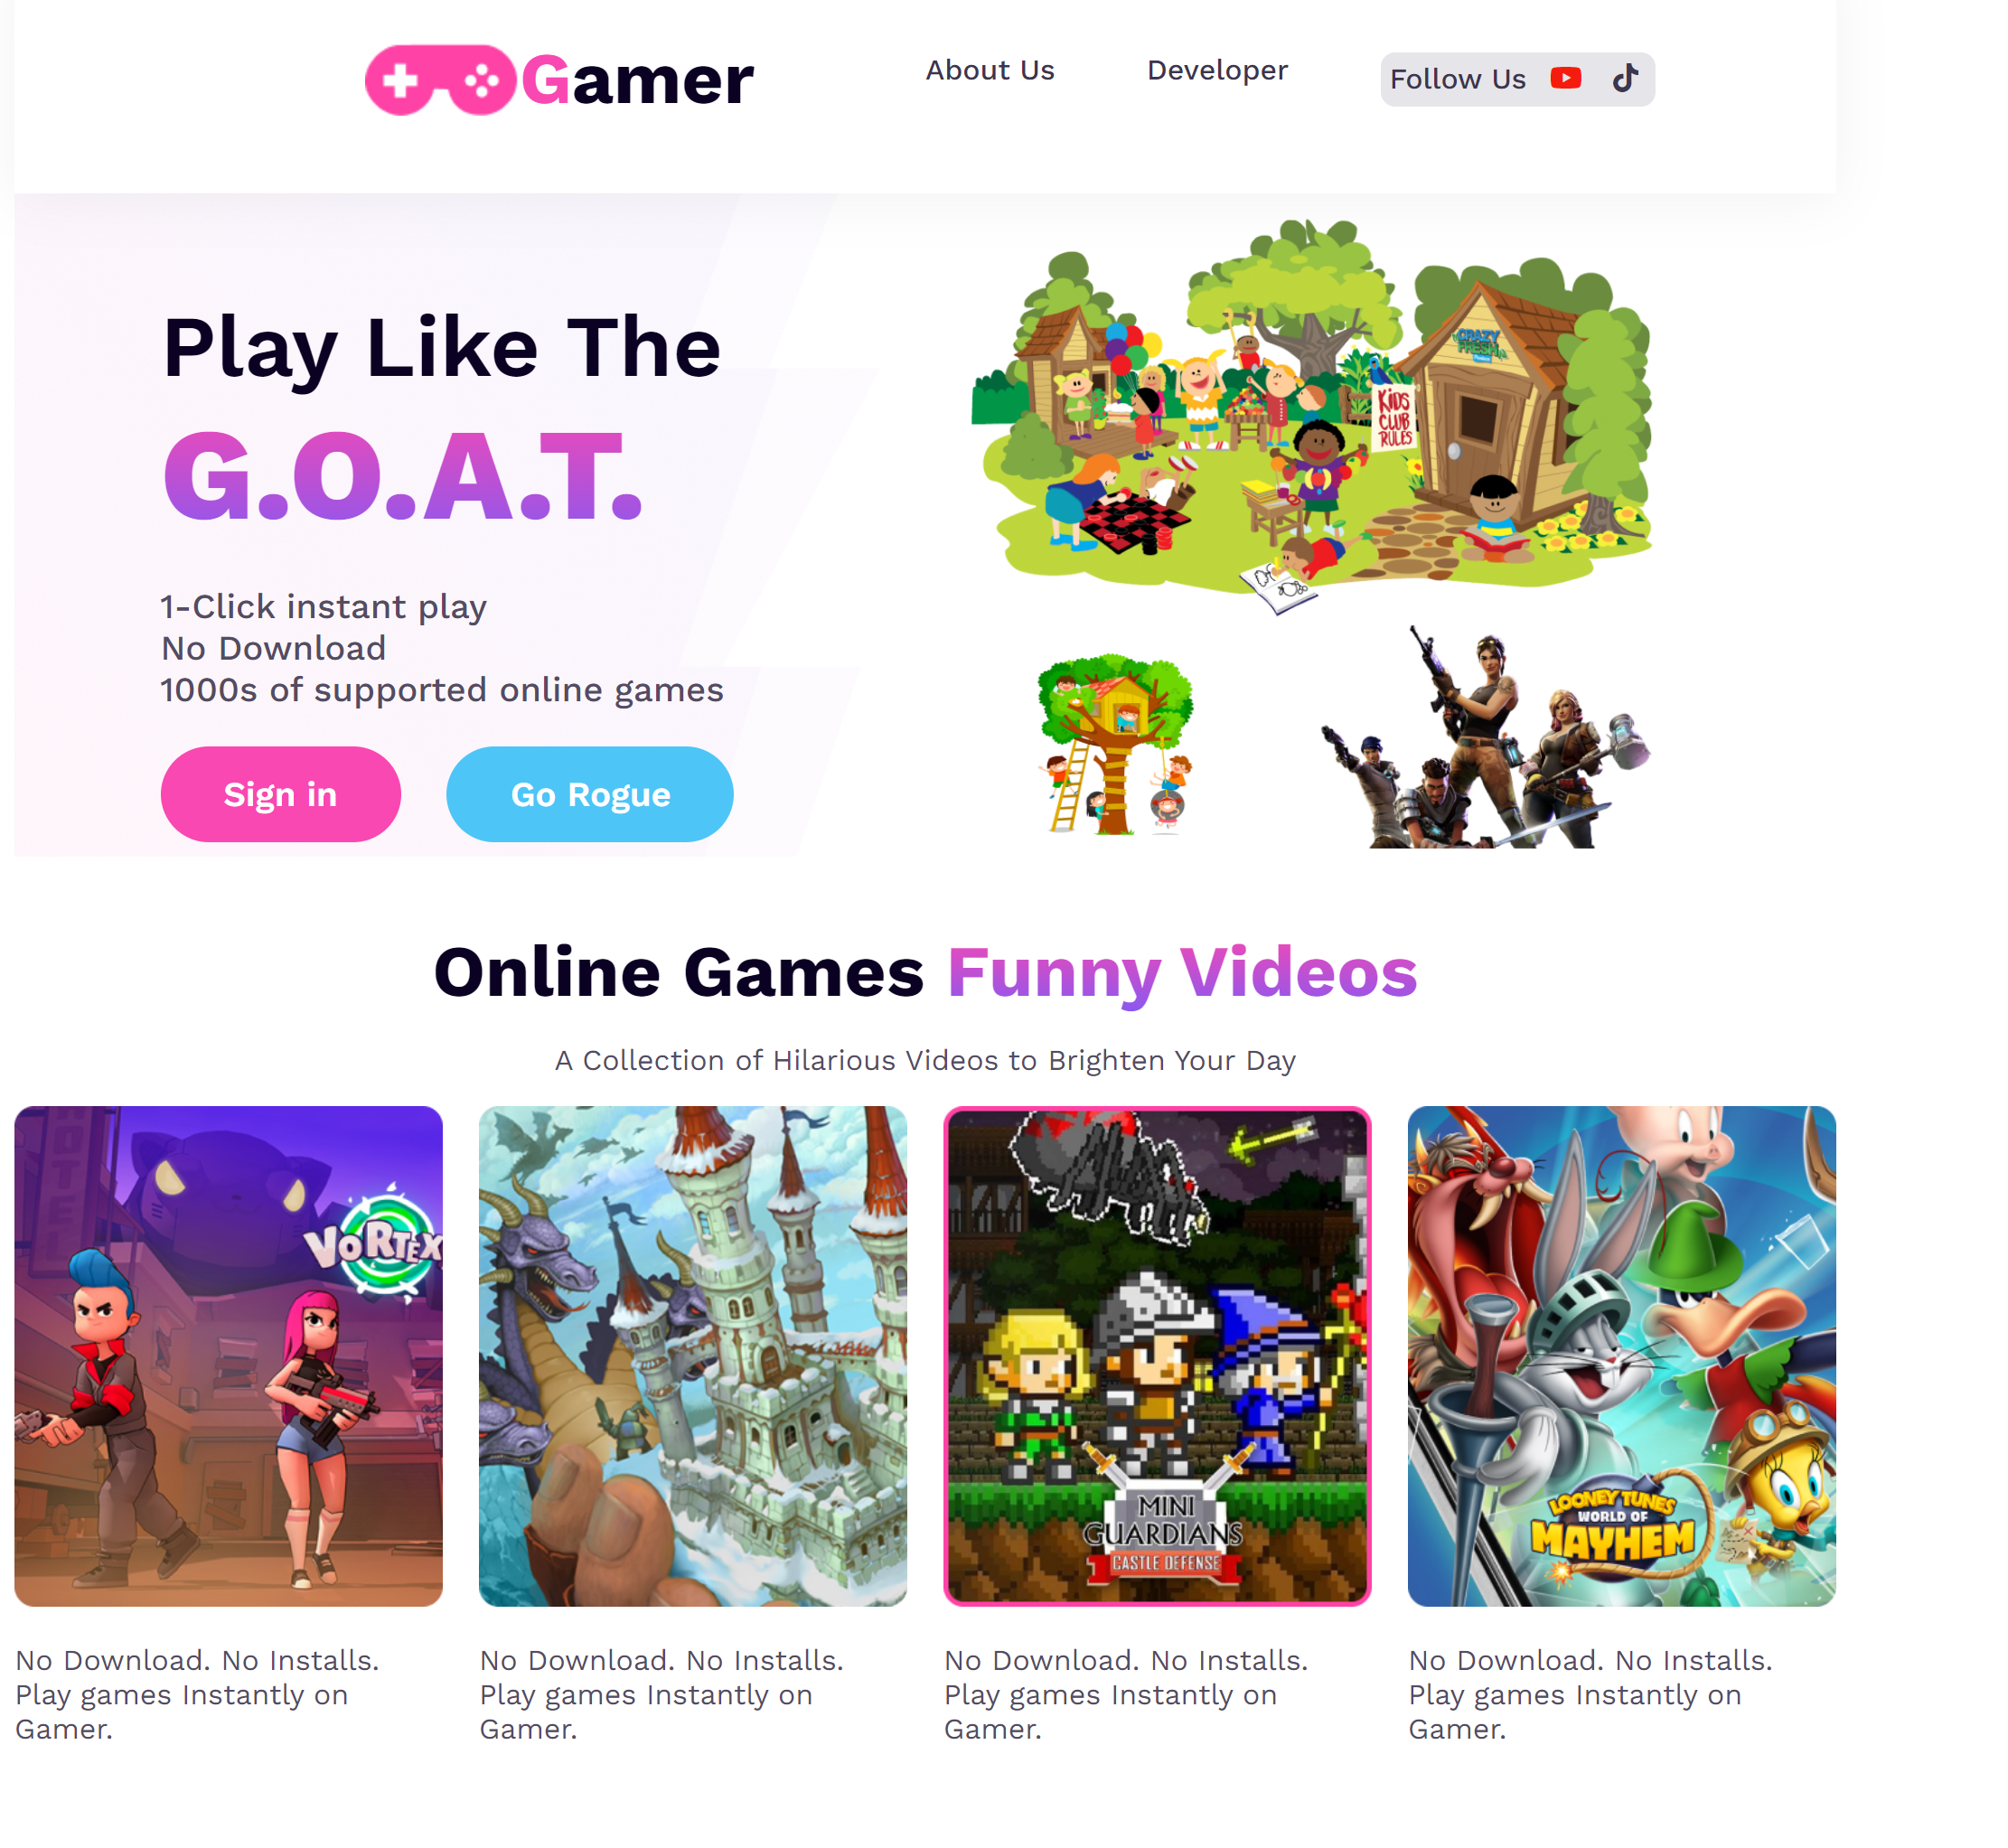 Gamer
About Us
Developer
Follow Us
Play Like The
G.O.A.T.
1-Click instant play
No Download
1000s of supported online games
Sign in
Go Rogue
CRAZY
FRESH
KiDS
CLUB
RULES
Online Games Funny Videos
A Collection of Hilarious Videos to Brighten Your Day
HOTEL
VORTEX
MINI
GUARDIANS
CASTLE DEFENSE
LOONEY TUNES
WORLD OF
MAYHEM
No Download. No Installs.
Play games Instantly on
Gamer.
No Download. No Installs.
Play games Instantly on
Gamer.
No Download. No Installs.
Play games Instantly on
Gamer.
No Download. No Installs.
Play games Instantly on
Gamer.